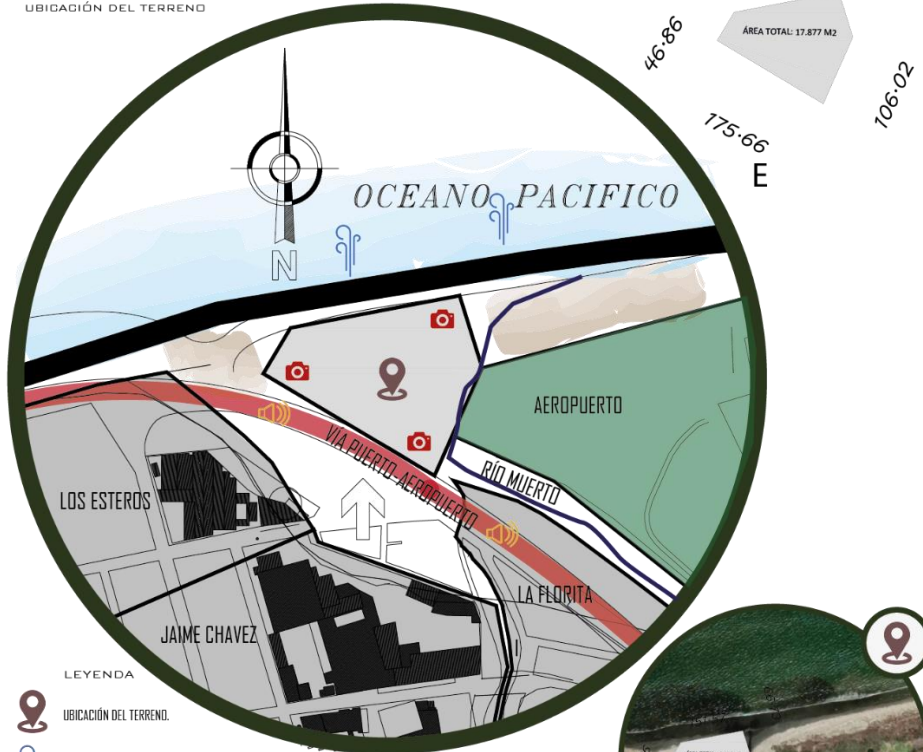 UBICACIÓN DEL TERRENO
ÁREA TOTAL: 17.877 M2
46.86
106.02
175.66
E
OCEANO PACIFICO
N
AEROPUERTO
VÍA PUERTO-AEROPUERTO
RÍO MUERTO
LOS ESTEROS
LA FLORITA
JAIME CHAVEZ
LEYENDA
UBICACIÓN DEL TERRENO.